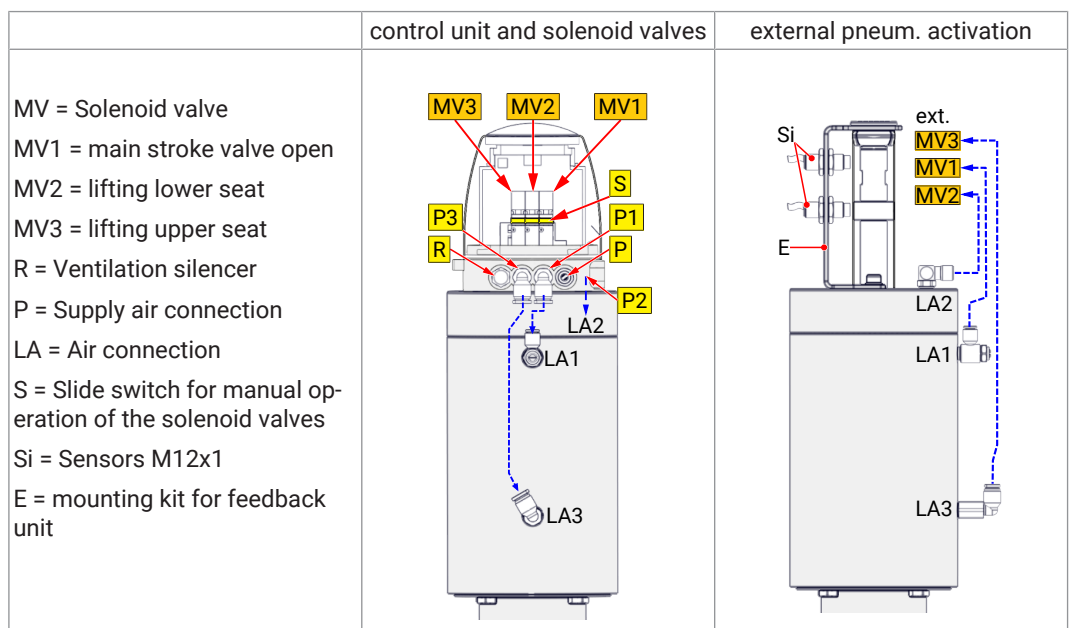 control unit and solenoid valves
external pneum. activation
MV = Solenoid valve
MV1 = main stroke valve open
MV2 = lifting lower seat
MV3 = lifting upper seat
R = Ventilation silencer
P = Supply air connection
LA = Air connection
S = Slide switch for manual op-
eration of the solenoid valves
Si = Sensors M12x1
E = mounting kit for feedback
unit
MV3 MV2 MV1
S
P3 P1
R P
P2
LA2
LA1
LA3
ext.
Si MV3
MV1
MV2
E
LA2
LA1
LA3